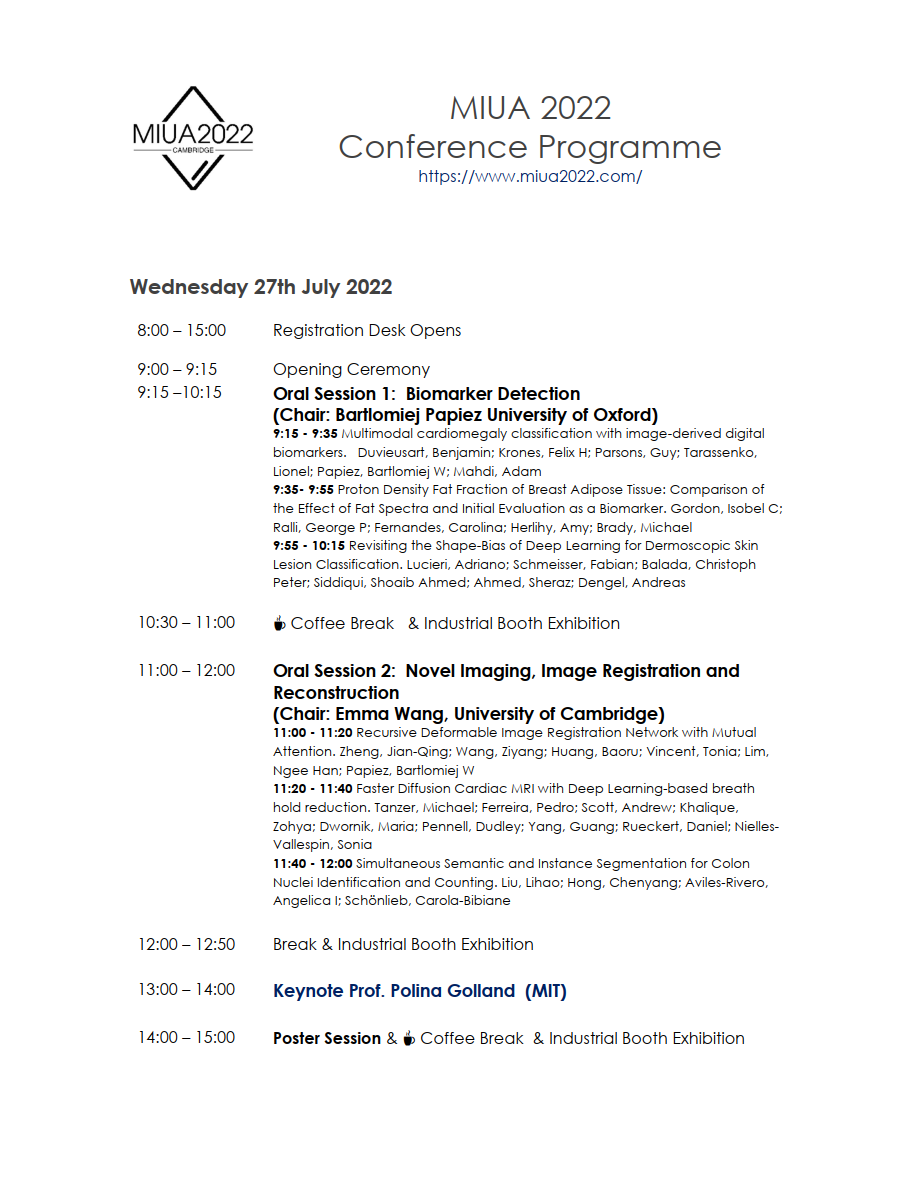 MIUA2022
CAMBRIDGE
MIUA 2022
Conference Programme
https://www.miua2022.com/
Wednesday 27th July 2022
8:00 – 15:00 Registration Desk Opens
9:00 – 9:15 Opening Ceremony
9:15 –10:15 Oral Session 1:  Biomarker Detection
(Chair: Bartlomiej Papiez University of Oxford)
9:15 - 9:35 Multimodal cardiomegaly classification with image-derived digital
biomarkers.   Duvieusart, Benjamin; Krones, Felix H; Parsons, Guy; Tarassenko,
Lionel; Papiez, Bartlomiej W; Mahdi, Adam
9:35- 9:55 Proton Density Fat Fraction of Breast Adipose Tissue: Comparison of
the Effect of Fat Spectra and Initial Evaluation as a Biomarker. Gordon, Isobel C;
Ralli, George P; Fernandes, Carolina; Herlihy, Amy; Brady, Michael
9:55 - 10:15 Revisiting the Shape-Bias of Deep Learning for Dermoscopic Skin
Lesion Classification. Lucieri, Adriano; Schmeisser, Fabian; Balada, Christoph
Peter; Siddiqui, Shoaib Ahmed; Ahmed, Sheraz; Dengel, Andreas
10:30 – 11:00 Coffee Break   & Industrial Booth Exhibition
11:00 – 12:00 Oral Session 2:  Novel Imaging, Image Registration and
Reconstruction
(Chair: Emma Wang, University of Cambridge)
11:00 - 11:20 Recursive Deformable Image Registration Network with Mutual
Attention. Zheng, Jian-Qing; Wang, Ziyang; Huang, Baoru; Vincent, Tonia; Lim,
Ngee Han; Papiez, Bartlomiej W
11:20 - 11:40 Faster Diffusion Cardiac MRI with Deep Learning-based breath
hold reduction. Tanzer, Michael; Ferreira, Pedro; Scott, Andrew; Khalique,
Zohya; Dwornik, Maria; Pennell, Dudley; Yang, Guang; Rueckert, Daniel; Nielles-
Vallespin, Sonia
11:40 - 12:00 Simultaneous Semantic and Instance Segmentation for Colon
Nuclei Identification and Counting. Liu, Lihao; Hong, Chenyang; Aviles-Rivero,
Angelica I; Schönlieb, Carola-Bibiane
12:00 – 12:50 Break & Industrial Booth Exhibition
13:00 – 14:00 Keynote Prof. Polina Golland  (MIT)
14:00 – 15:00 Poster Session & Coffee Break  & Industrial Booth Exhibition